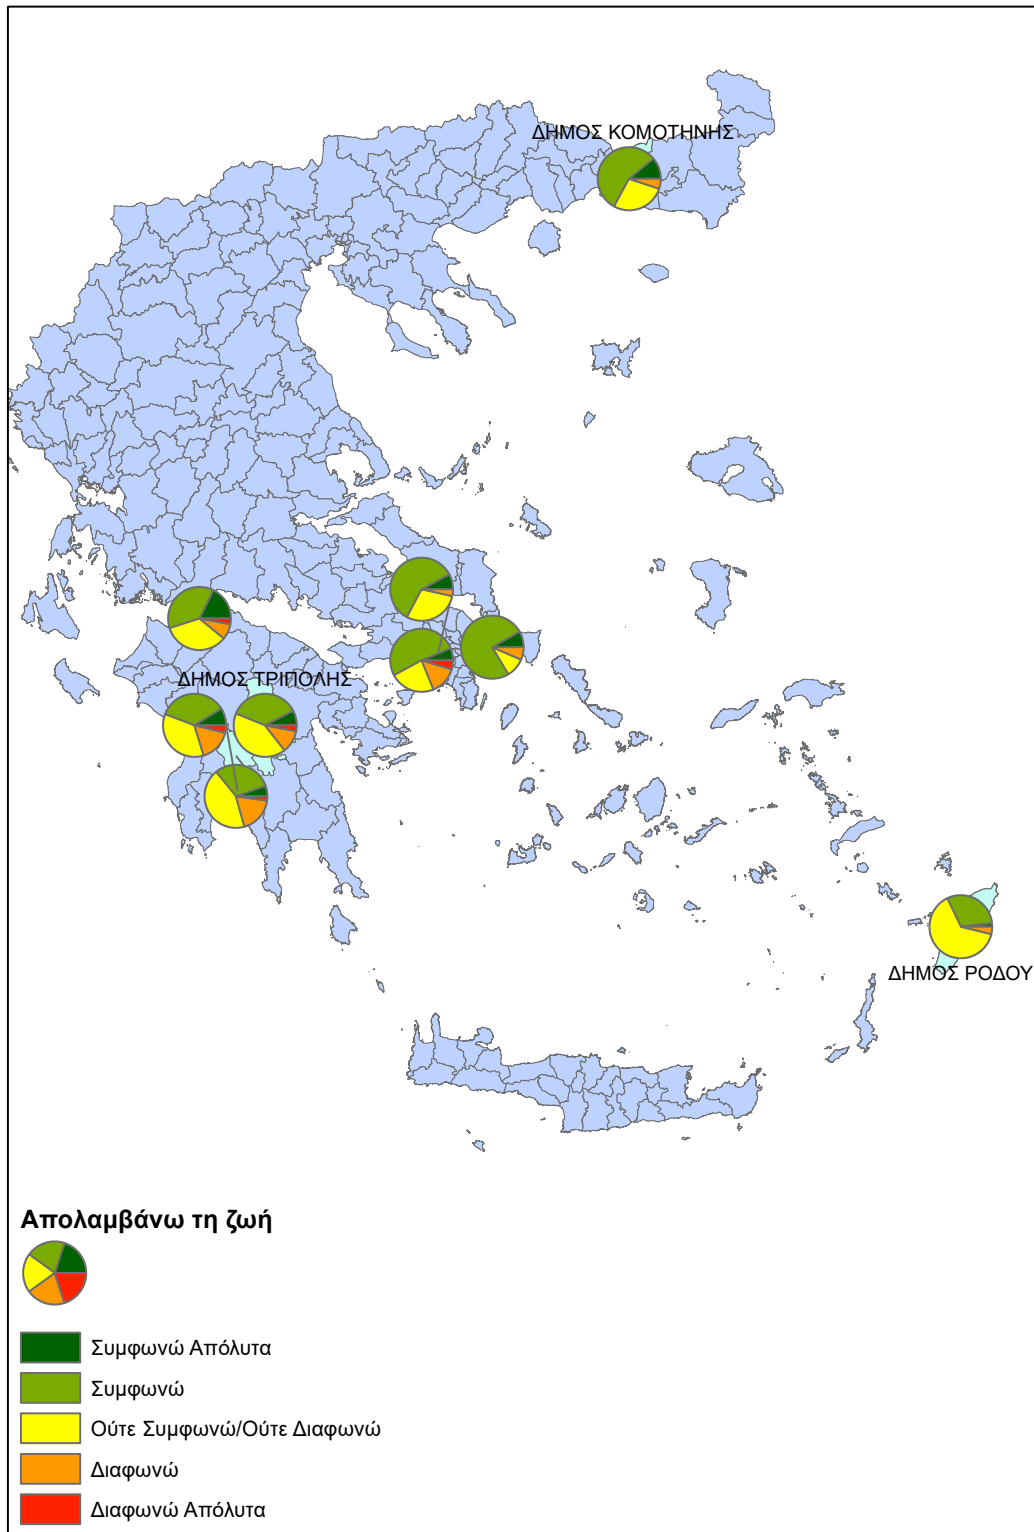 ΔΗΜΟΣ ΚΟΜΟΤΗΝΗΣ
ΔΗΜΟΣ ΤΡΙΠΟΛΗΣ
ΔΗΜΟΣ ΡΟΔΟΥ
Απολαμβάνω τη ζωή
Συμφωνώ Απόλυτα
Συμφωνώ
Ούτε Συμφωνώ/Ούτε Διαφωνώ
Διαφωνώ
Διαφωνώ Απόλυτα